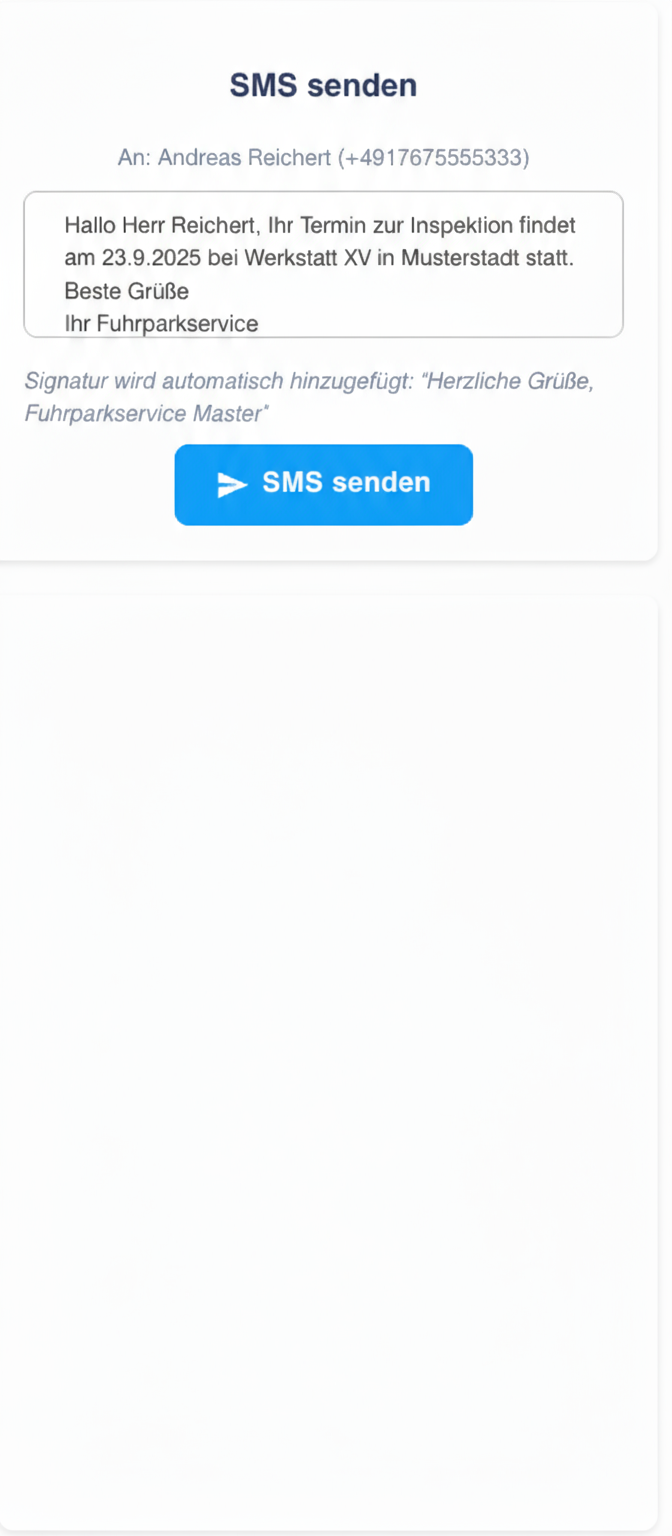 SMS senden
An: Andreas Reichert (+4917675555333)
Hallo Herr Reichert, Ihr Termin zur Inspektion findet
am 23.9.2025 bei Werkstatt XV in Musterstadt statt.
Beste Grüße
Ihr Fuhrparkservice
Signatur wird automatisch hinzugefügt: "Herzliche Grüße,
Fuhrparkservice Master"
SMS senden